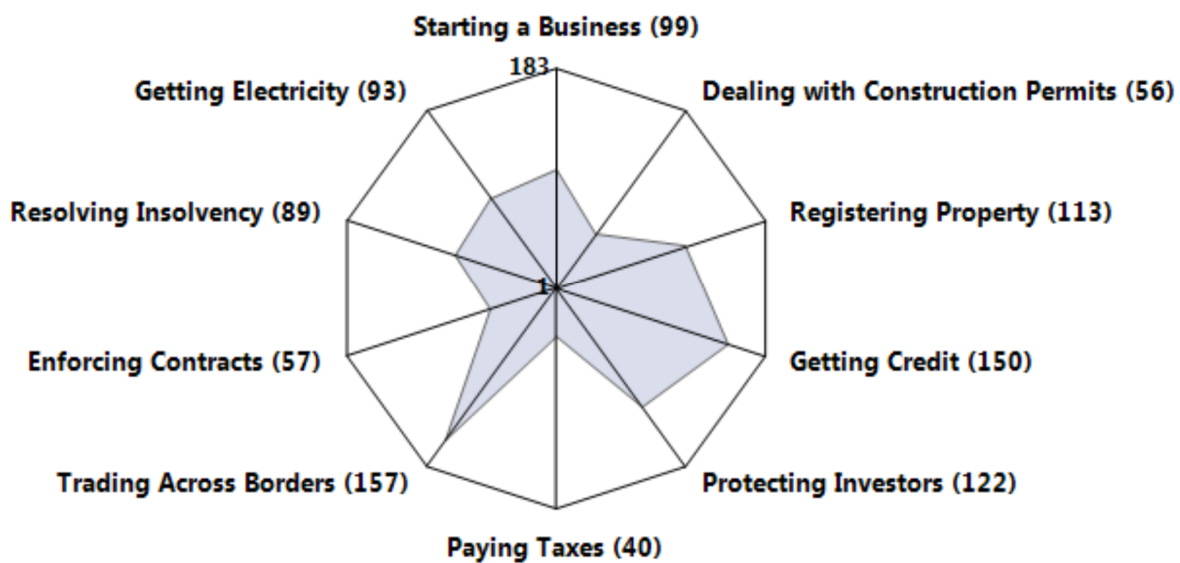 Starting a Business (99)
183
Getting Electricity (93)
Dealing with Construction Permits (56)
Resolving Insolvency (89)
Registering Property (113)
1
Enforcing Contracts (57)
Getting Credit (150)
Trading Across Borders (157)
Protecting Investors (122)
Paying Taxes (40)